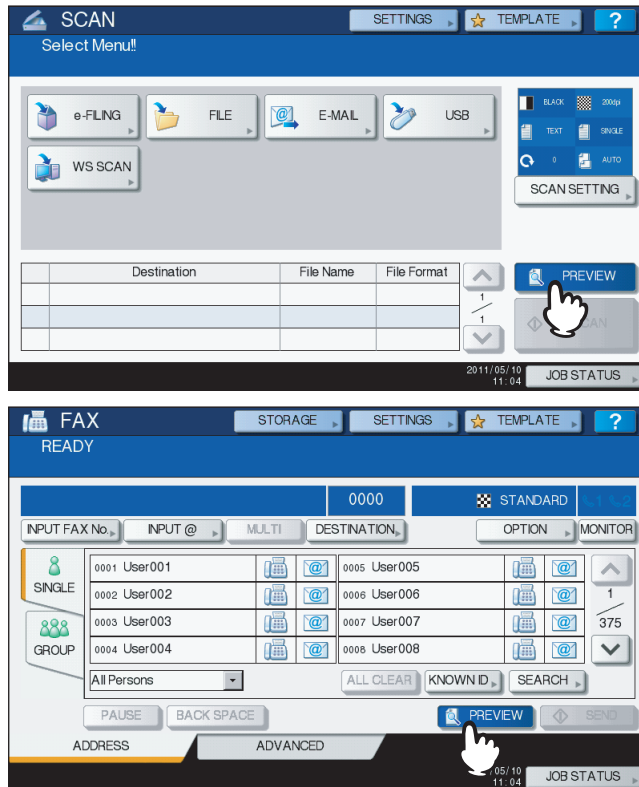 SCAN SETTINGS TEMPLATE ?
Select Menu!!
e-FILING FILE E-MAIL USB
WS SCAN
BLACK 200dpi
TEXT SINGLE
0 AUTO
SCAN SETTING
Destination File Name File Format
1
1
PREVIEW
2011/05/10
11:04
JOB STATUS
FAX STORAGE SETTINGS TEMPLATE ?
READY
0000 STANDARD 1 2
INPUT FAX No. INPUT @ MULTI DESTINATION OPTION MONITOR
SINGLE
GROUP
0001 User001 0005 User005
0002 User002 0006 User006
0003 User003 0007 User007
0004 User004 0008 User008
1
375
All Persons ALL CLEAR KNOWN ID SEARCH
PAUSE BACK SPACE PREVIEW SEND
ADDRESS ADVANCED
/05/10
11:04
JOB STATUS